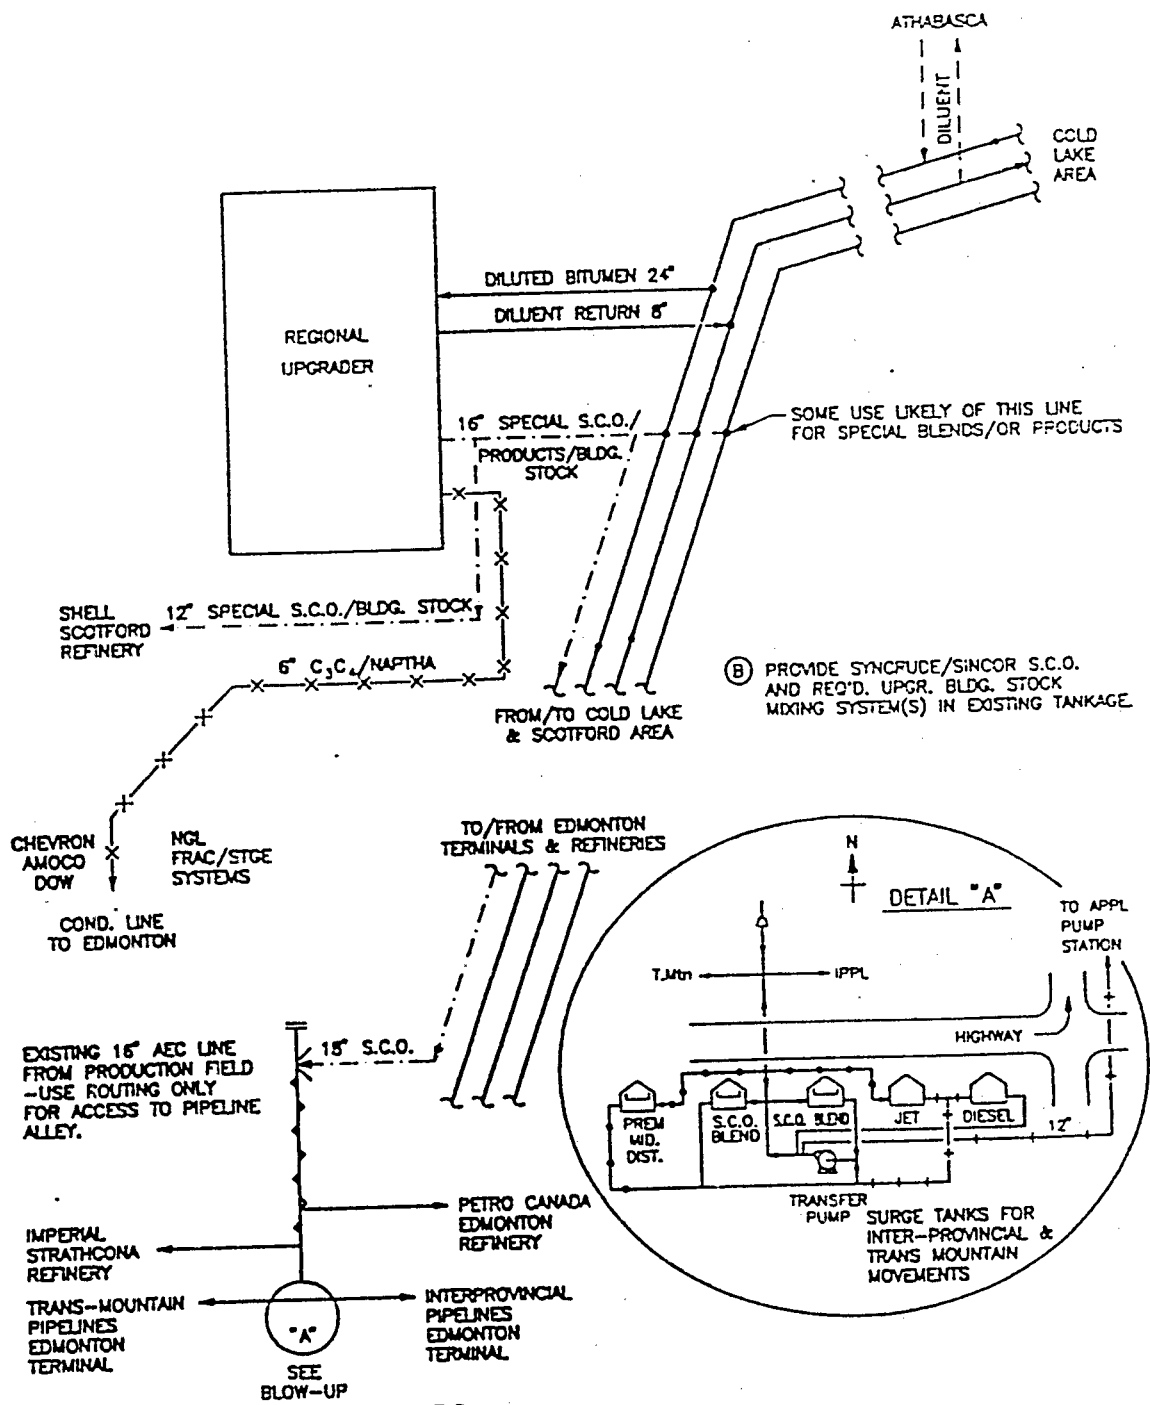 ATHABASCA
DILUENT
COLD
LAKE
AREA
DILUTED BITUMEN 24"
DILUENT RETURN 8"
REGIONAL
UPGRADER
16" SPECIAL S.C.O./
PRODUCTS/BLDG.
STOCK
SOME USE LIKELY OF THIS LINE
FOR SPECIAL BLENDS/OR PRODUCTS
SHELL
SCOTFORD
REFINERY
12" SPECIAL S.C.O./BLDG. STOCK
6" C3C4/NAPTHA
FROM/TO COLD LAKE
& SCOTFORD AREA
B PROVIDE SYNCRUDE/SINCOR S.C.O.
AND REQ'D. UPGR. BLDG. STOCK
MIXING SYSTEM(S) IN EXISTING TANKAGE.
CHEVRON
AMOCO
DOW
NGL
FRAC/STGE
SYSTEMS
COND. LINE
TO EDMONTON
TO/FROM EDMONTON
TERMINALS & REFINERIES
N
DETAIL "A"
TO APPL
PUMP
STATION
T.Mtn
IPPL
HIGHWAY
PREM
MID.
DIST.
S.C.O.
BLEND
S.C.O. BLEND
JET
DIESEL
12"
TRANSFER
PUMP
SURGE TANKS FOR
INTER-PROVINCIAL &
TRANS MOUNTAIN
MOVEMENTS
EXISTING 16" AEC LINE
FROM PRODUCTION FIELD
-USE ROUTING ONLY
FOR ACCESS TO PIPELINE
ALLEY.
S.C.O.
PETRO CANADA
EDMONTON
REFINERY
IMPERIAL
STRATHCONA
REFINERY
TRANS-MOUNTAIN
PIPELINES
EDMONTON
TERMINAL
INTERPROVINCIAL
PIPELINES
EDMONTON
TERMINAL
"A"
SEE
BLOW-UP